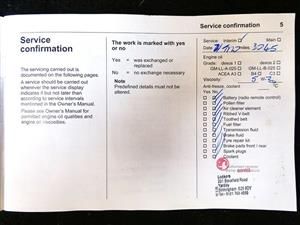 Service confirmation 5
Service
confirmation
The servicing carried out is
documented on the following pages.
A service should be carried out
whenever the service display
indicates it but not later than
according to service intervals
mentioned in the Owner's Manual.
Please see Owner's Manual for
permitted engine oil qualities and
engine oil viscosities.
The work is marked with yes
or no
Yes = was exchanged or
replaced
No = no exchange necessary
Note
Predefined details must not be
altered.
Service: Interim Main
Date miles 3265
Engine oil
Grade: dexos 1 dexos 2
GM-LL-A-025 GM-LL-B-025
ACEA A3 B4 C3
Viscosity:
Anti-freeze, coolant
Yes No
Battery (radio remote control)
Pollen filter
Air cleaner element
Ribbed V-belt
Toothed belt
Fuel filter
Transmission fluid
Brake fluid
Tyre repair kit
Brake pads front / rear
Spark plugs
Coolant
Yardley
Birmingham